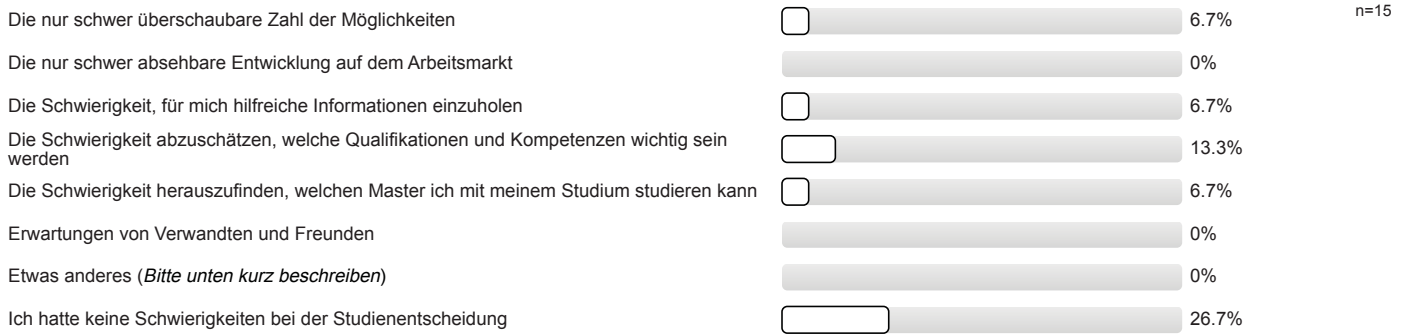 Die nur schwer überschaubare Zahl der Möglichkeiten 6.7% n=15
Die nur schwer absehbare Entwicklung auf dem Arbeitsmarkt 0%
Die Schwierigkeit, für mich hilfreiche Informationen einzuholen 6.7%
Die Schwierigkeit abzuschätzen, welche Qualifikationen und Kompetenzen wichtig sein
werden 13.3%
Die Schwierigkeit herauszufinden, welchen Master ich mit meinem Studium studieren kann 6.7%
Erwartungen von Verwandten und Freunden 0%
Etwas anderes (Bitte unten kurz beschreiben) 0%
Ich hatte keine Schwierigkeiten bei der Studienentscheidung 26.7%